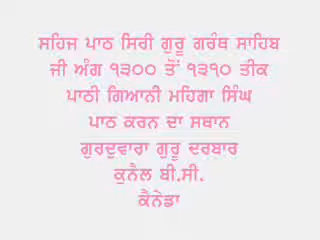 ਸਹਿਜ ਪਾਠ ਸਿਰੀ ਗੁਰੂ ਗਰੰਥ ਸਾਹਿਬ
ਜੀ ਅੰਗ ੧੩੦੦ ਤੋਂ ੧੩੧੦ ਤੀਕ
ਪਾਠੀ ਗਿਆਨੀ ਮਹਿਗਾ ਸਿੰਘ
ਪਾਠ ਕਰਨ ਦਾ ਸਥਾਨ
ਗੁਰਦੁਵਾਰਾ ਗੁਰੂ ਦਰਬਾਰ
ਕੁਨੈਲ ਬੀ.ਸੀ.
ਕੈਨੇਡਾ